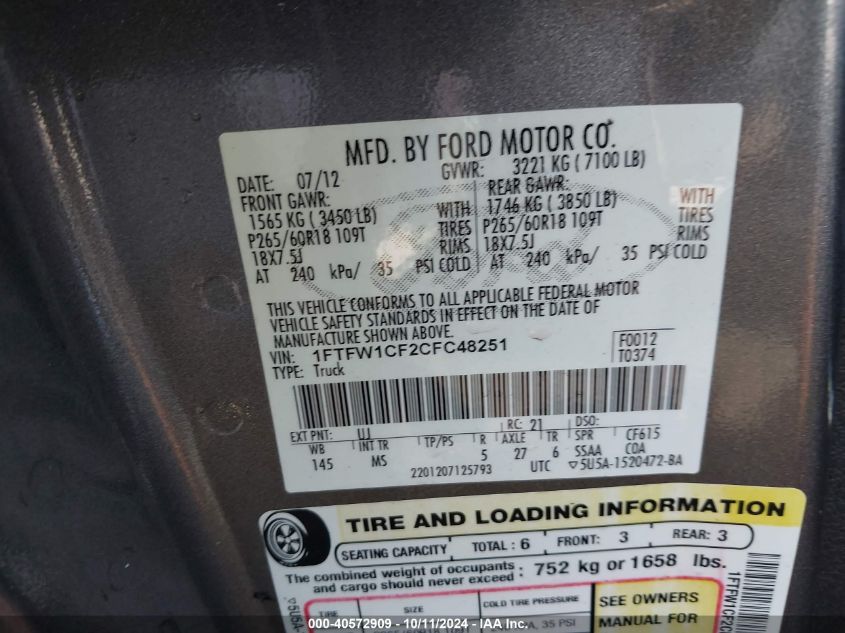 MFD. BY FORD MOTOR CO.
DATE: 07/12 GVWR: 3221 KG ( 7100 LB)
FRONT GAWR: REAR GAWR:
1565 KG ( 3450 LB) WITH 1746 KG ( 3850 LB) WITH
P265/60R18 109T TIRES P265/60R18 109T TIRES
18X7.5J RIMS 18X7.5J RIMS
AT 240 kPa/ 35 PSI COLD AT 240 kPa/ 35 PSI COLD
THIS VEHICLE CONFORMS TO ALL APPLICABLE FEDERAL MOTOR
VEHICLE SAFETY STANDARDS IN EFFECT ON THE DATE OF
MANUFACTURE SHOWN ABOVE.
VIN: 1FTFW1CF2CFC48251 F0012
TYPE: Truck T0374
EXT PNT: UJ RC: 21 DSO:
WB INT TR TP/PS R AXLE TR SPR CF615
145 MS 5 27 6 SSAA COA
2201207125793 UTC ▽5U5A-1520472-BA
TIRE AND LOADING INFORMATION
SEATING CAPACITY TOTAL : 6 FRONT: 3 REAR: 3
The combined weight of occupants : 752 kg or 1658 lbs.
and cargo should never exceed
TIRE SIZE COLD TIRE PRESSURE SEE OWNERS
35 PSI MANUAL FOR
▽5U5A-
000-40572909 - 10/11/2024 - IAA Inc.